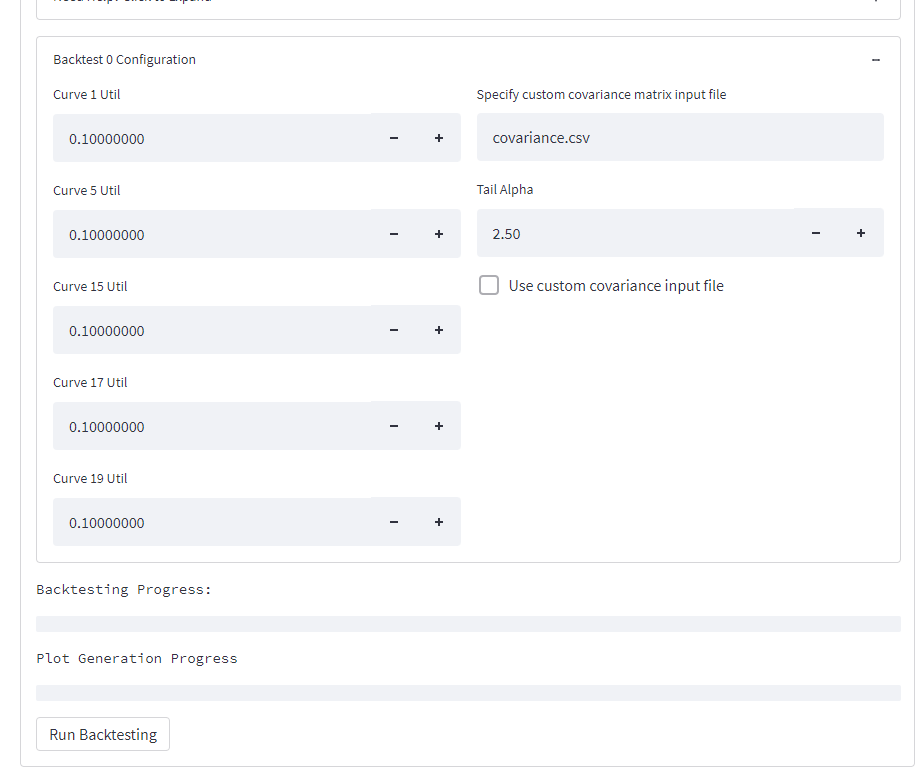 Backtest 0 Configuration
Curve 1 Util
0.10000000
Curve 5 Util
0.10000000
Curve 15 Util
0.10000000
Curve 17 Util
0.10000000
Curve 19 Util
0.10000000
Specify custom covariance matrix input file
covariance.csv
Tail Alpha
2.50
Use custom covariance input file
Backtesting Progress:
Plot Generation Progress
Run Backtesting